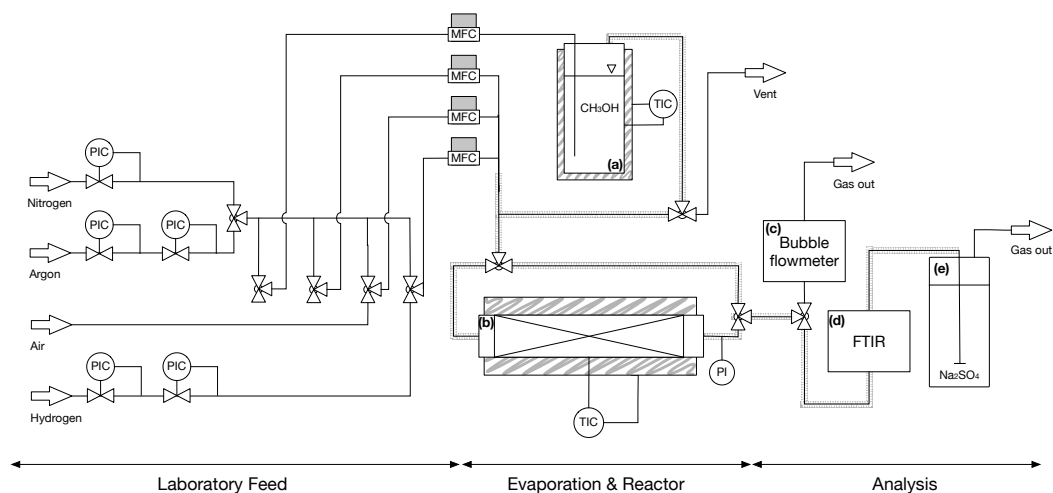 MFC
MFC
MFC
MFC
CH₃OH
(a)
TIC
Vent
PIC
Nitrogen
PIC
PIC
Argon
Air
PIC
PIC
Hydrogen
(b)
TIC
PI
Gas out
(c)
Bubble
flowmeter
(d)
FTIR
Gas out
(e)
Na₂SO₄
Laboratory Feed
Evaporation & Reactor
Analysis